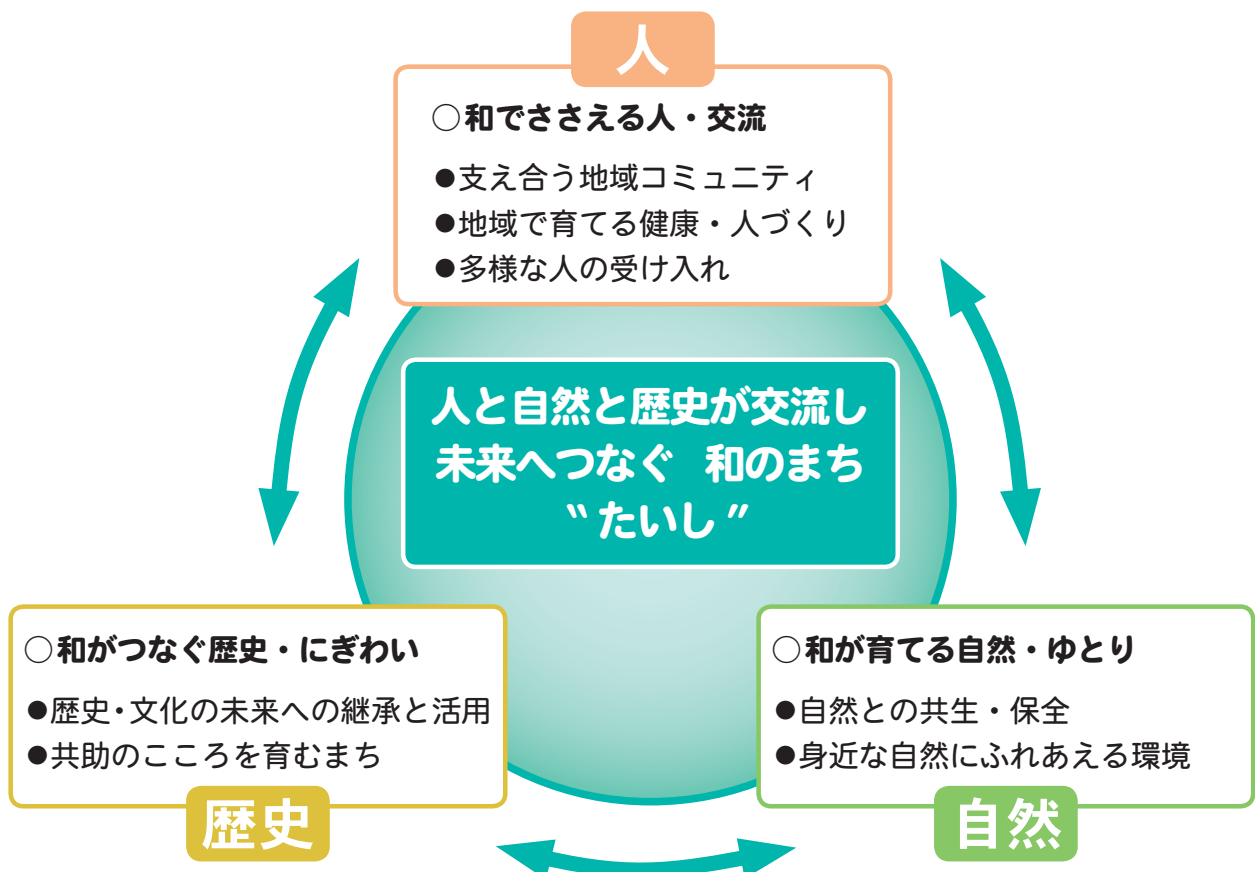 人
○和でささえる人・交流
●支え合う地域コミュニティ
●地域で育てる健康・人づくり
●多様な人の受け入れ
人と自然と歴史が交流し
未来へつなぐ 和のまち
〝たいし〞
○和がつなぐ歴史・にぎわい
●歴史・文化の未来への継承と活用
●共助のこころを育むまち
歴史
○和が育てる自然・ゆとり
●自然との共生・保全
●身近な自然にふれあえる環境
自然